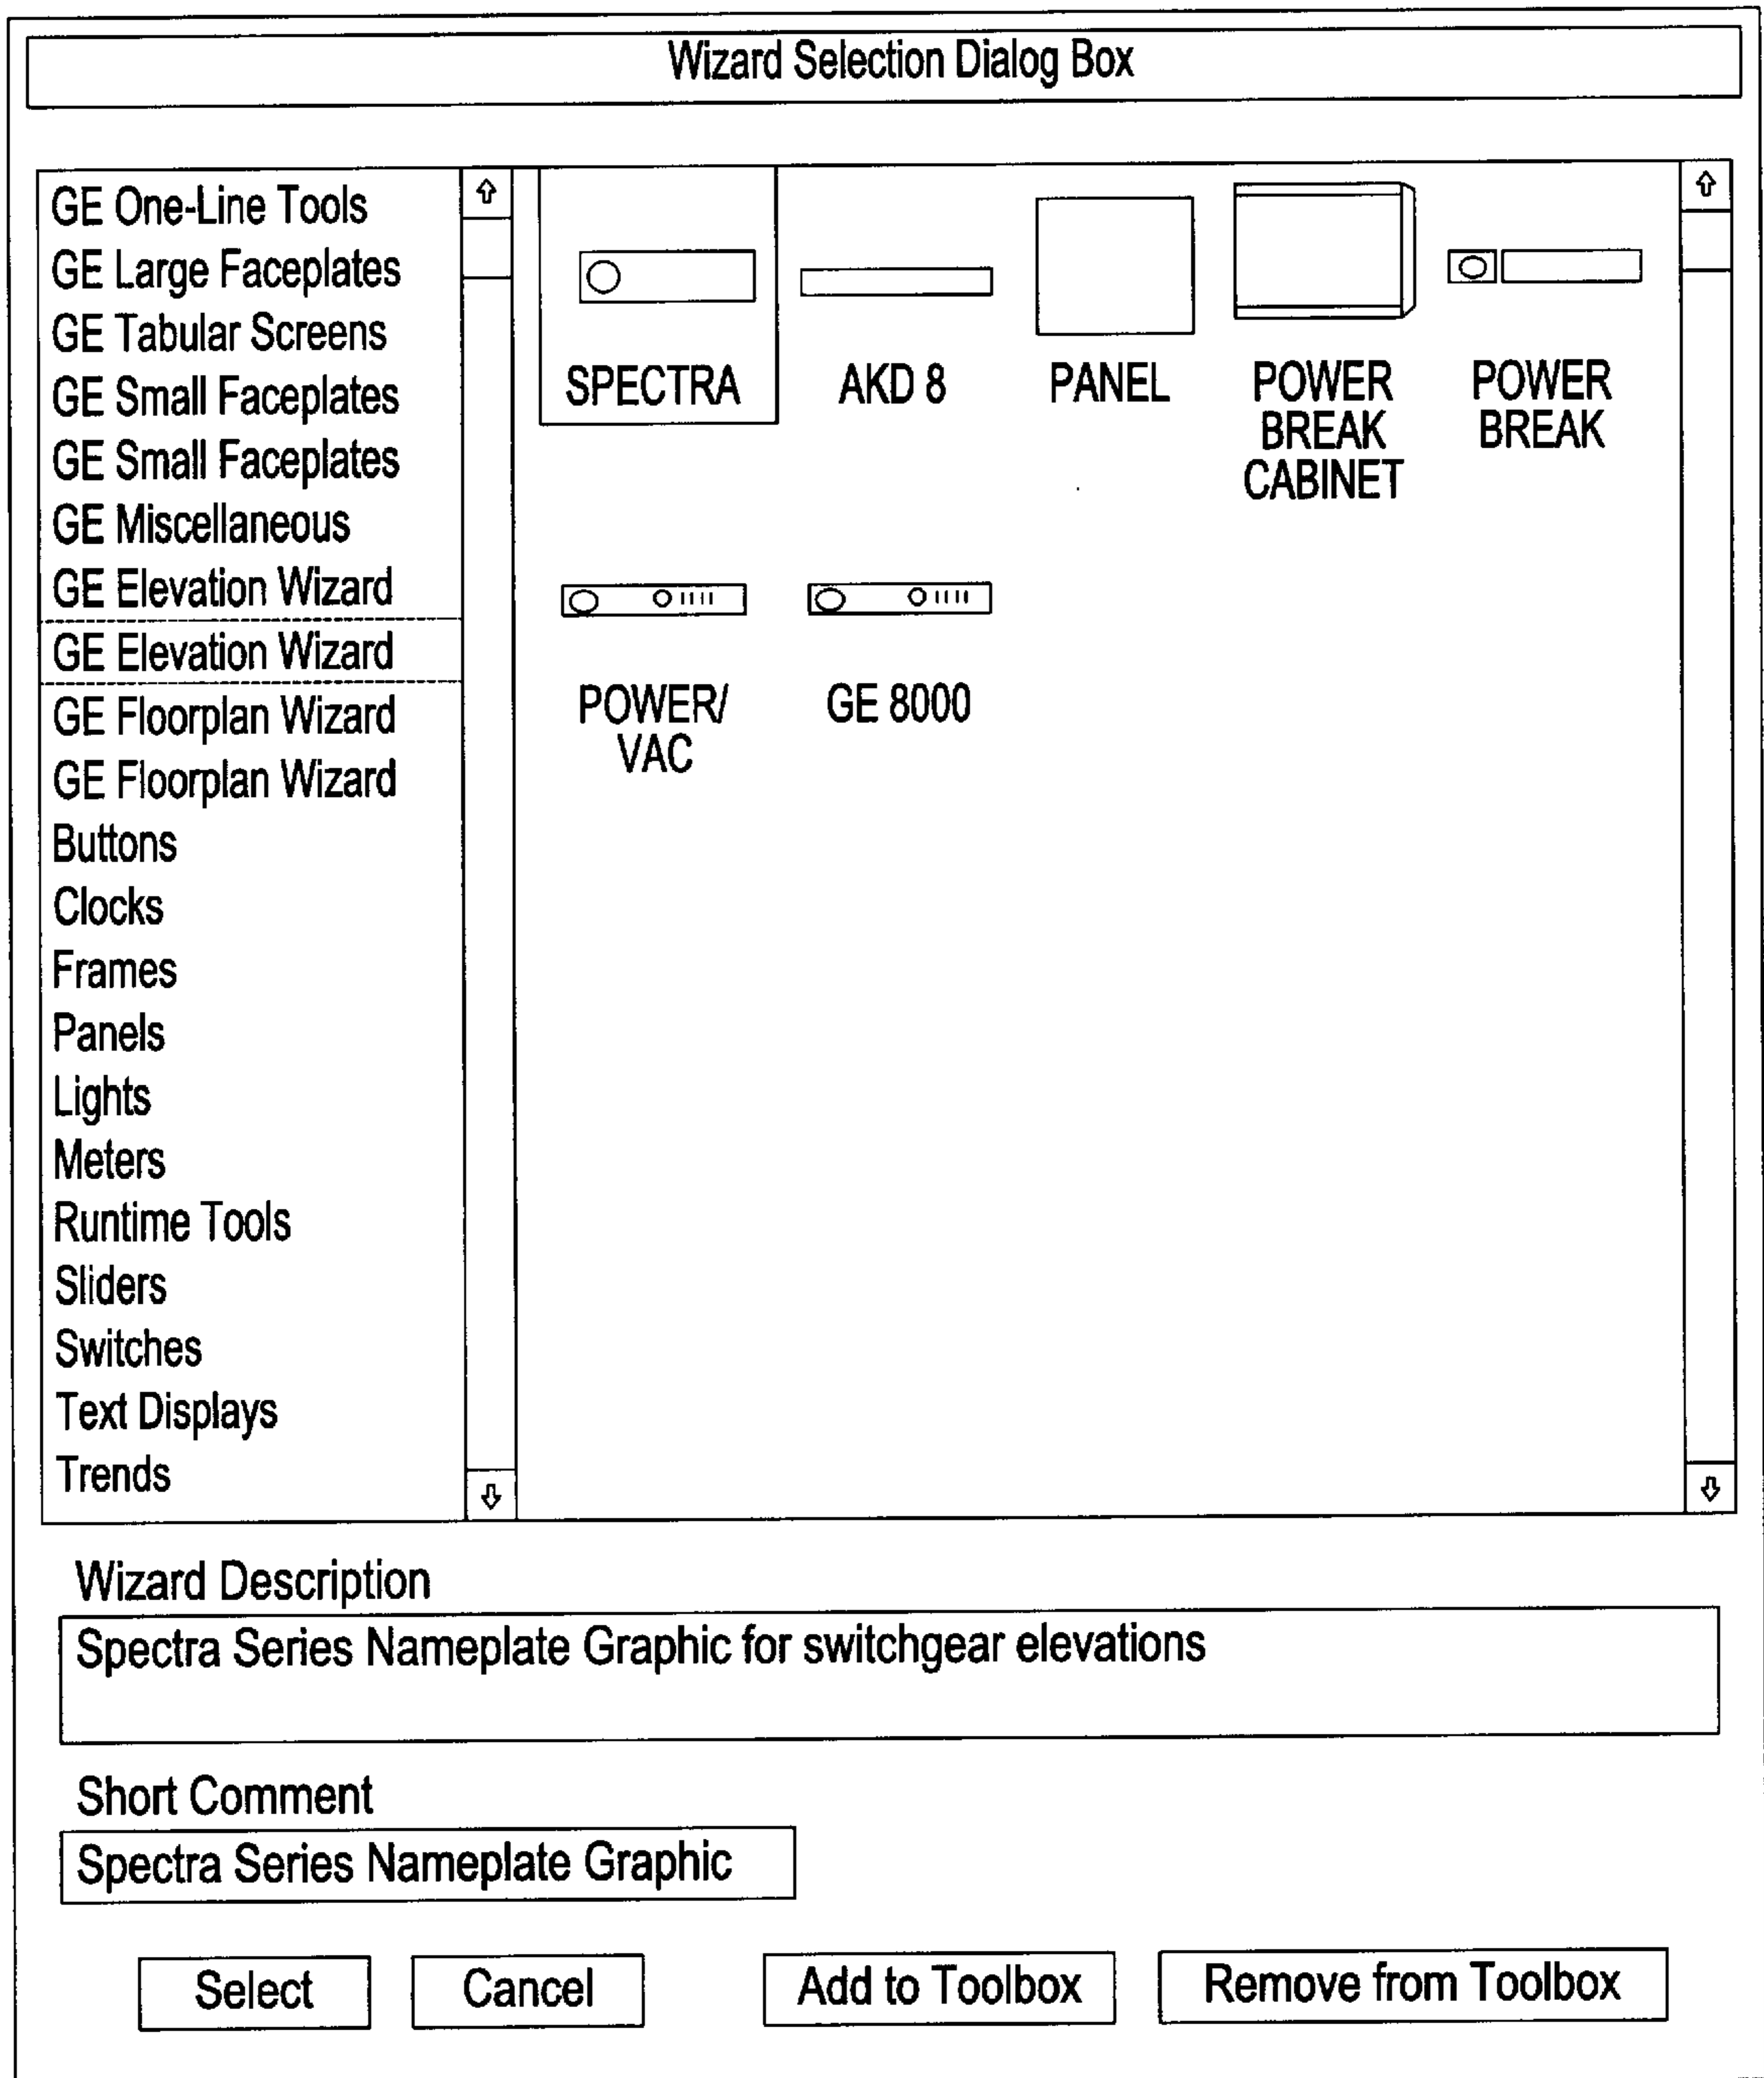 Wizard Selection Dialog Box
GE One-Line Tools
GE Large Faceplates
GE Tabular Screens
GE Small Faceplates
GE Small Faceplates
GE Miscellaneous
GE Elevation Wizard
GE Elevation Wizard
GE Floorplan Wizard
GE Floorplan Wizard
Buttons
Clocks
Frames
Panels
Lights
Meters
Runtime Tools
Sliders
Switches
Text Displays
Trends
SPECTRA
AKD 8
PANEL
POWER
BREAK
CABINET
POWER
BREAK
POWER/
VAC
GE 8000
Wizard Description
Spectra Series Nameplate Graphic for switchgear elevations
Short Comment
Spectra Series Nameplate Graphic
Select
Cancel
Add to Toolbox
Remove from Toolbox